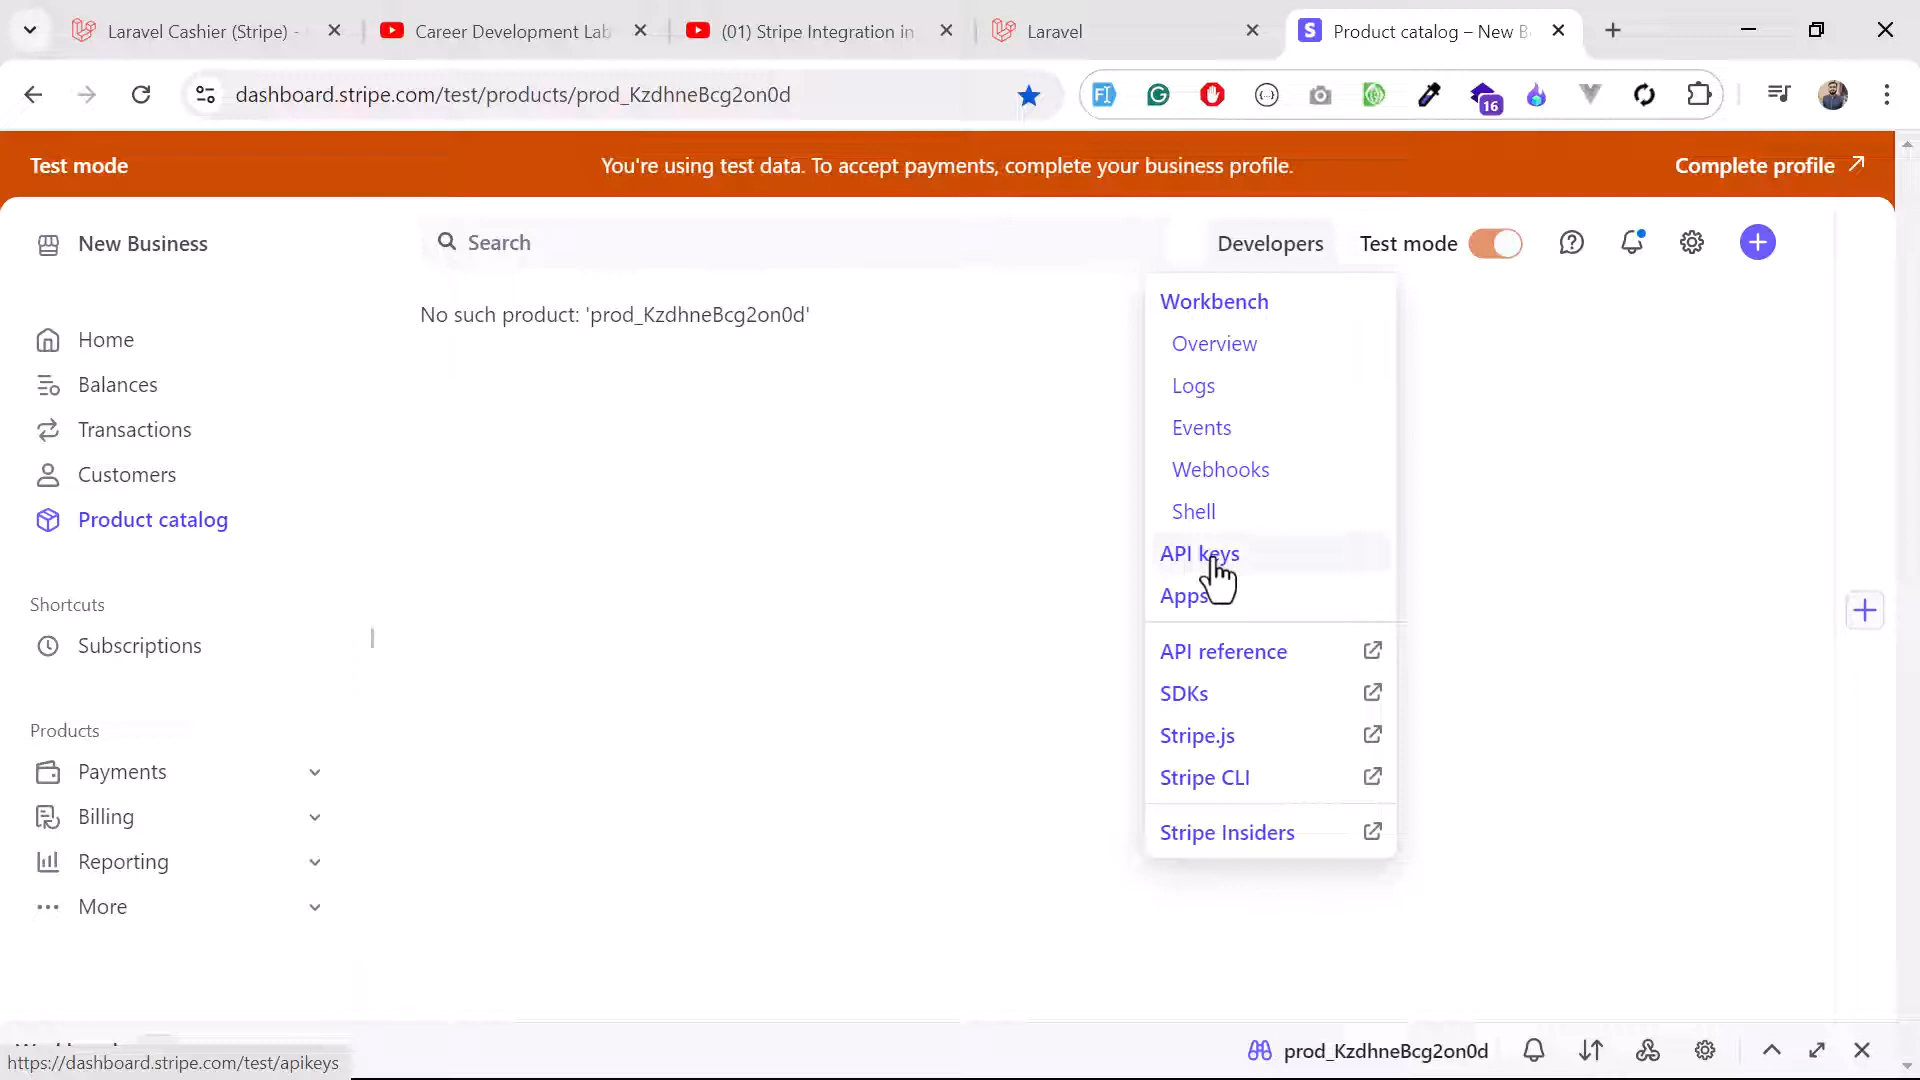 Laravel Cashier (Stripe) -
Career Development Lab
(01) Stripe Integration in
Laravel
Product catalog – New B
dashboard.stripe.com/test/products/prod_KzdhneBcg2on0d
16
Test mode
You're using test data. To accept payments, complete your business profile.
Complete profile
New Business
Search
Developers
Test mode
No such product: 'prod_KzdhneBcg2on0d'
Home
Balances
Transactions
Customers
Product catalog
Shortcuts
Subscriptions
Products
Payments
Billing
Reporting
More
Workbench
Overview
Logs
Events
Webhooks
Shell
API keys
Apps
API reference
SDKs
Stripe.js
Stripe CLI
Stripe Insiders
prod_KzdhneBcg2on0d
https://dashboard.stripe.com/test/apikeys